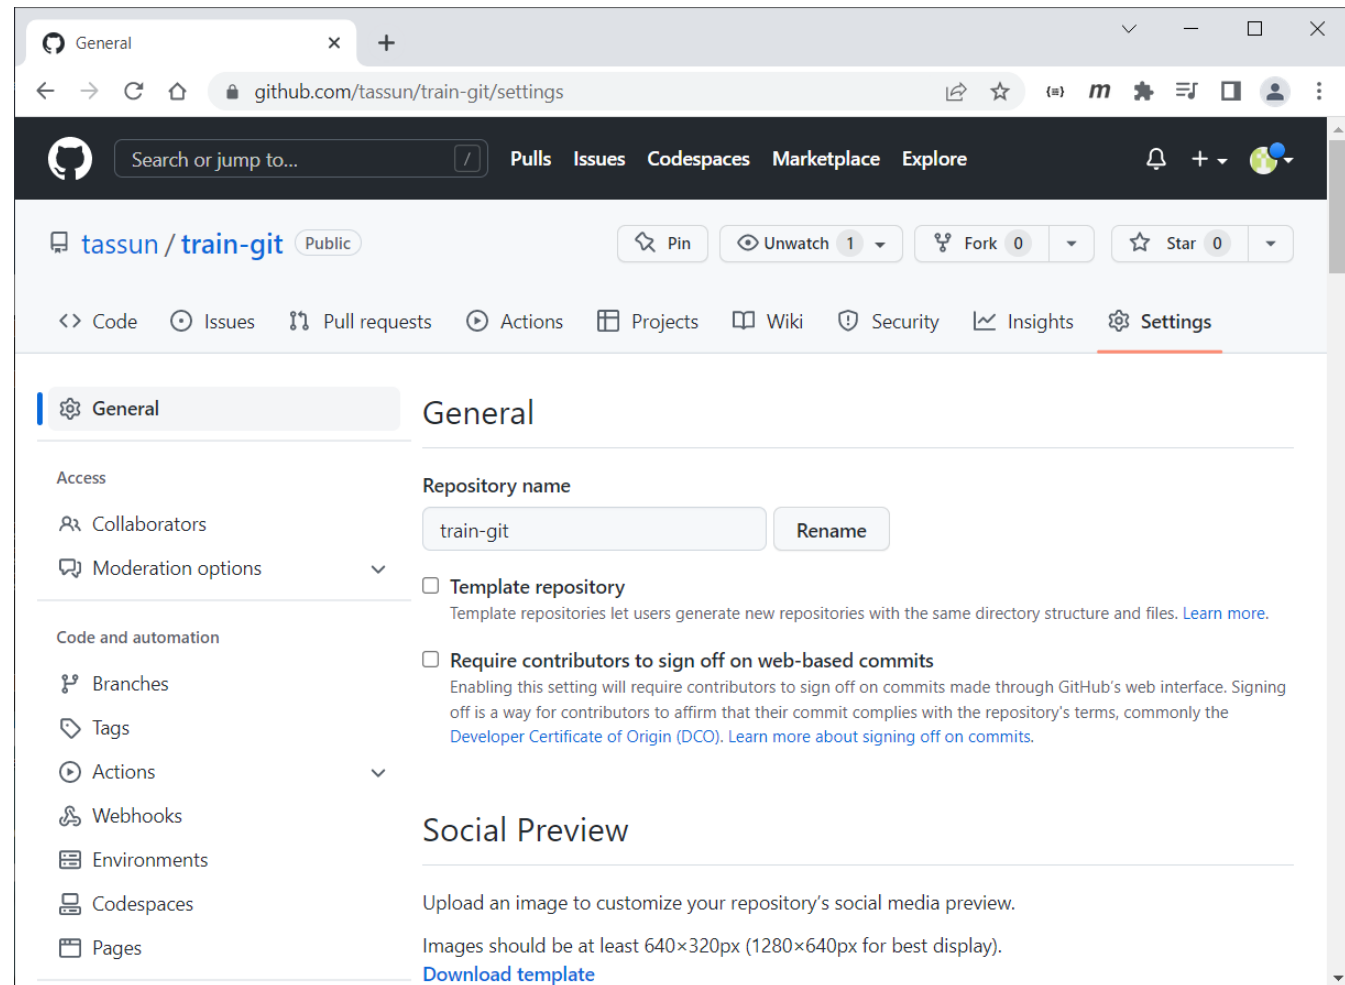 General
github.com/tassun/train-git/settings
Search or jump to... /
Pulls Issues Codespaces Marketplace Explore
tassun / train-git Public
Pin
Unwatch 1
Fork 0
Star 0
Code Issues Pull requests Actions Projects Wiki Security Insights Settings
General
Access
Collaborators
Moderation options
Code and automation
Branches
Tags
Actions
Webhooks
Environments
Codespaces
Pages
General
Repository name
train-git
Rename
Template repository
Template repositories let users generate new repositories with the same directory structure and files. Learn more.
Require contributors to sign off on web-based commits
Enabling this setting will require contributors to sign off on commits made through GitHub's web interface. Signing
off is a way for contributors to affirm that their commit complies with the repository's terms, commonly the
Developer Certificate of Origin (DCO). Learn more about signing off on commits.
Social Preview
Upload an image to customize your repository's social media preview.
Images should be at least 640×320px (1280×640px for best display).
Download template